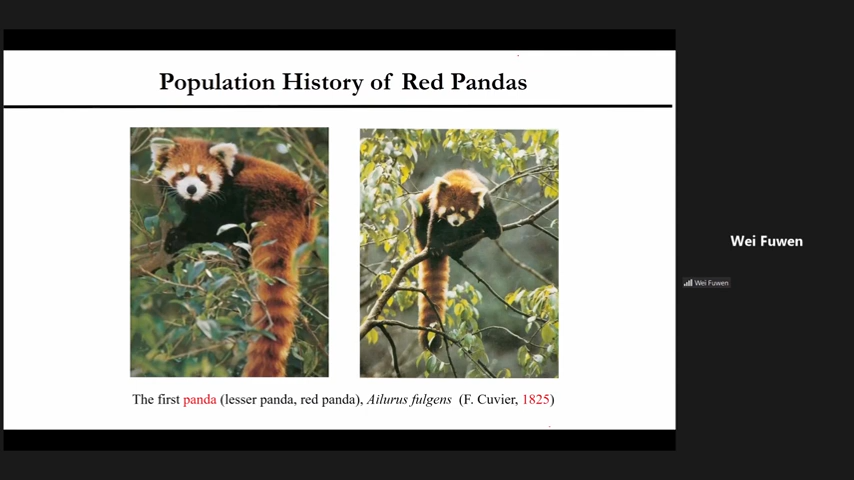 Population History of Red Pandas
The first panda (lesser panda, red panda), Ailurus fulgens (F. Cuvier, 1825)
Wei Fuwen
Wei Fuwen